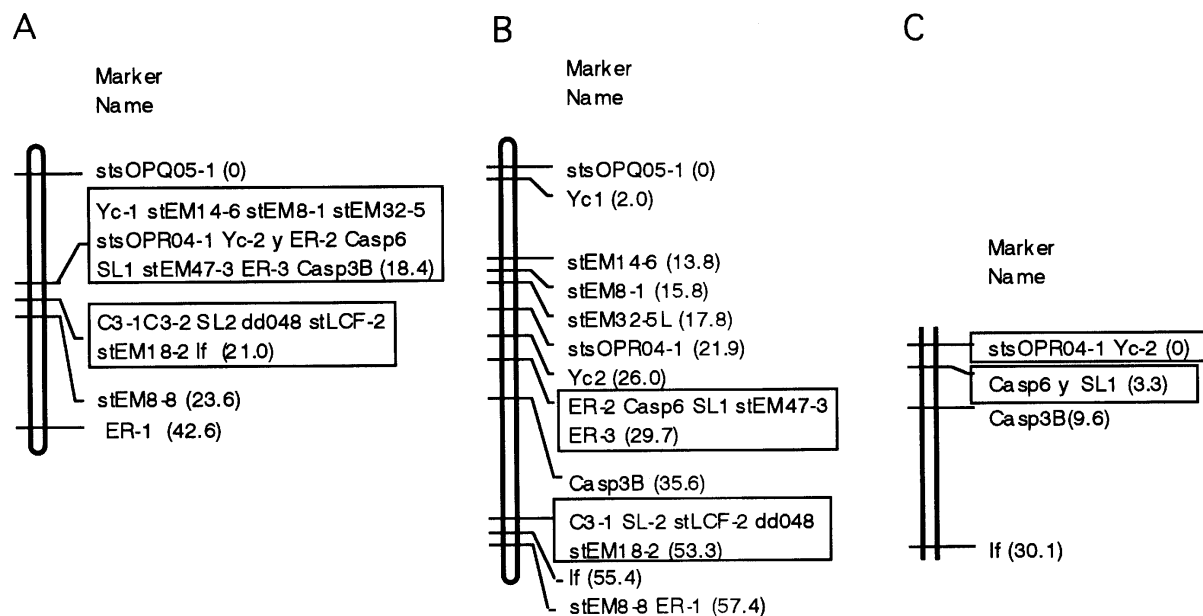 A
Marker
Name
stsOPQ05-1 (0)
Yc-1 stEM14-6 stEM8-1 stEM32-5
stsOPR04-1 Yc-2 y ER-2 Casp6
SL1 stEM47-3 ER-3 Casp3B (18.4)
C3-1C3-2 SL2 dd048 stLCF-2
stEM18-2 lf (21.0)
stEM8-8 (23.6)
ER-1 (42.6)
B
Marker
Name
stsOPQ05-1 (0)
Yc1 (2.0)
stEM14-6 (13.8)
stEM8-1 (15.8)
stEM32-5L (17.8)
stsOPR04-1 (21.9)
Yc2 (26.0)
ER-2 Casp6 SL1 stEM47-3
ER-3 (29.7)
Casp3B (35.6)
C3-1 SL-2 stLCF-2 dd048
stEM18-2 (53.3)
lf (55.4)
stEM8-8 ER-1 (57.4)
C
Marker
Name
stsOPR04-1 Yc-2 (0)
Casp6 y SL1 (3.3)
Casp3B(9.6)
lf (30.1)